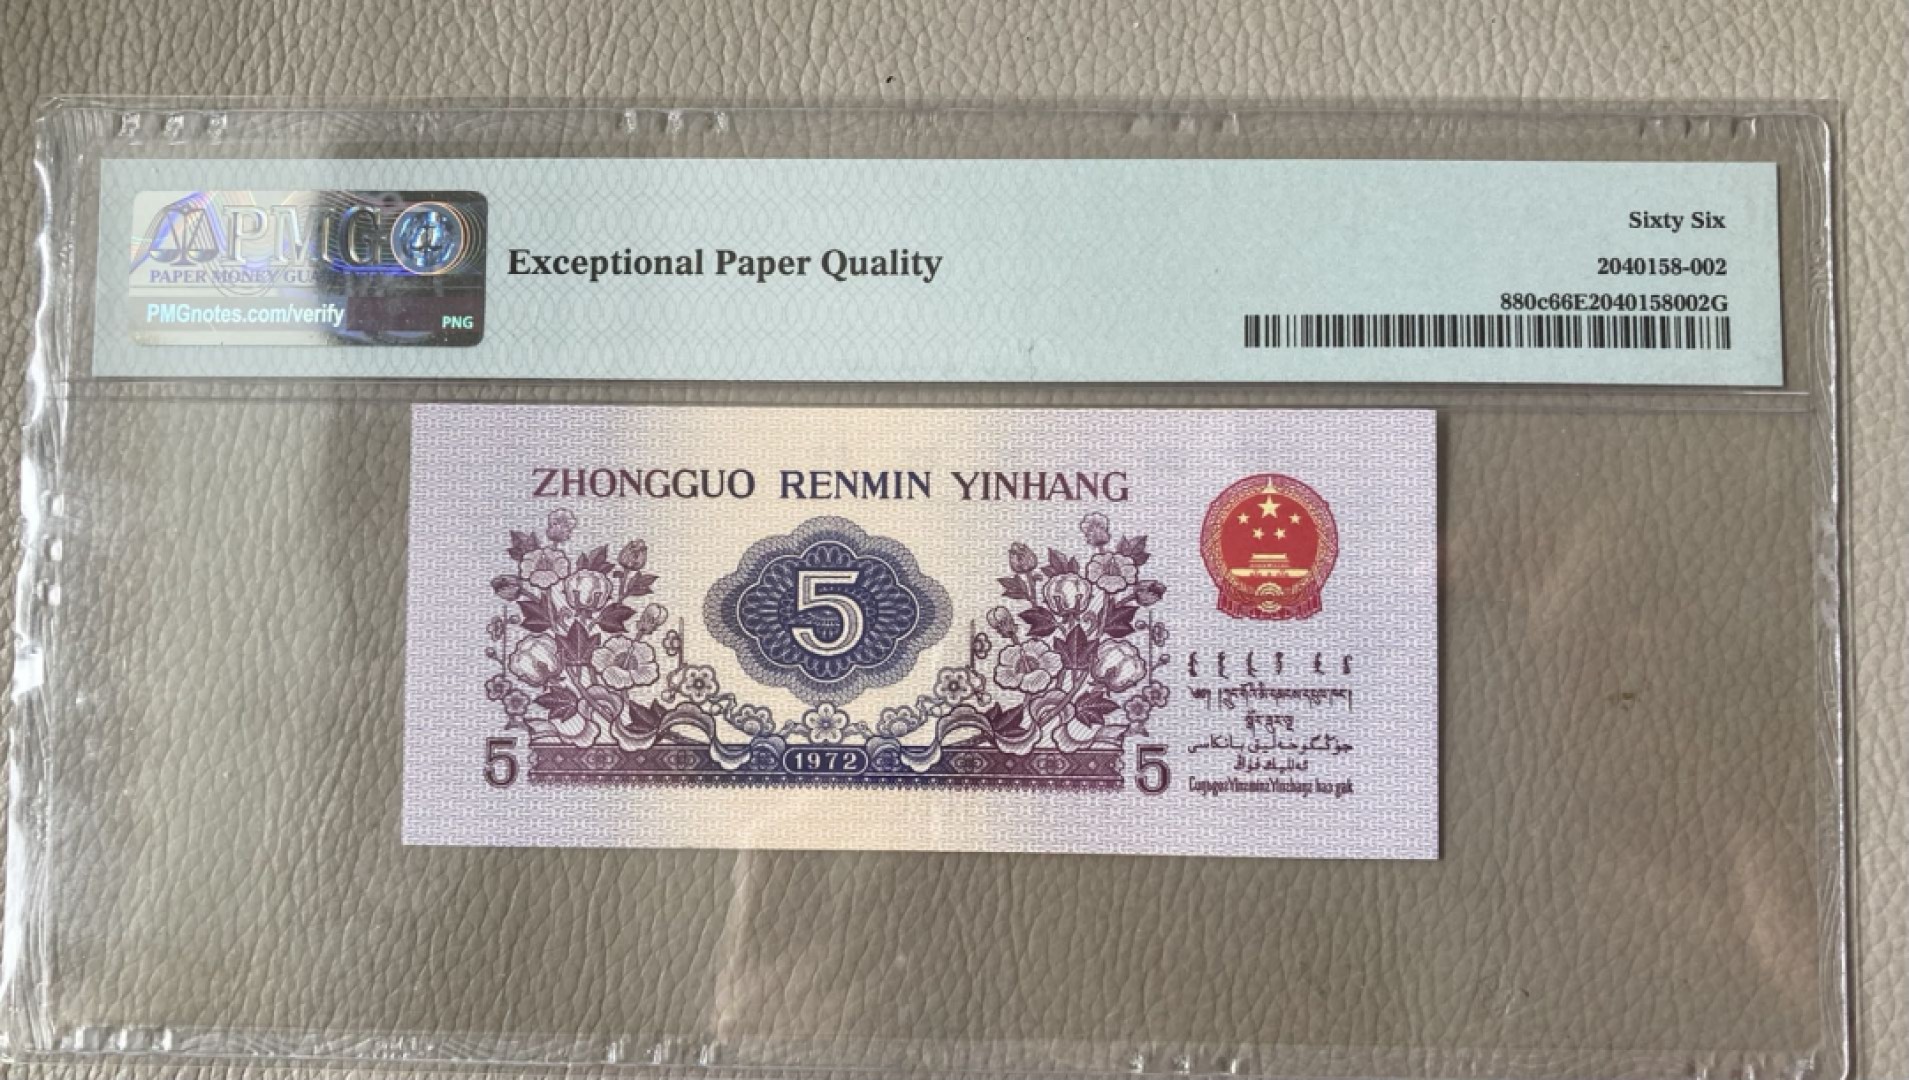 PMG
PAPER MONEY GUA
PMGnotes.com/verify
PNG
Exceptional Paper Quality
Sixty Six
2040158-002
880c66E2040158002G
ZHONGGUO RENMIN YINHANG
5
5
1972
5